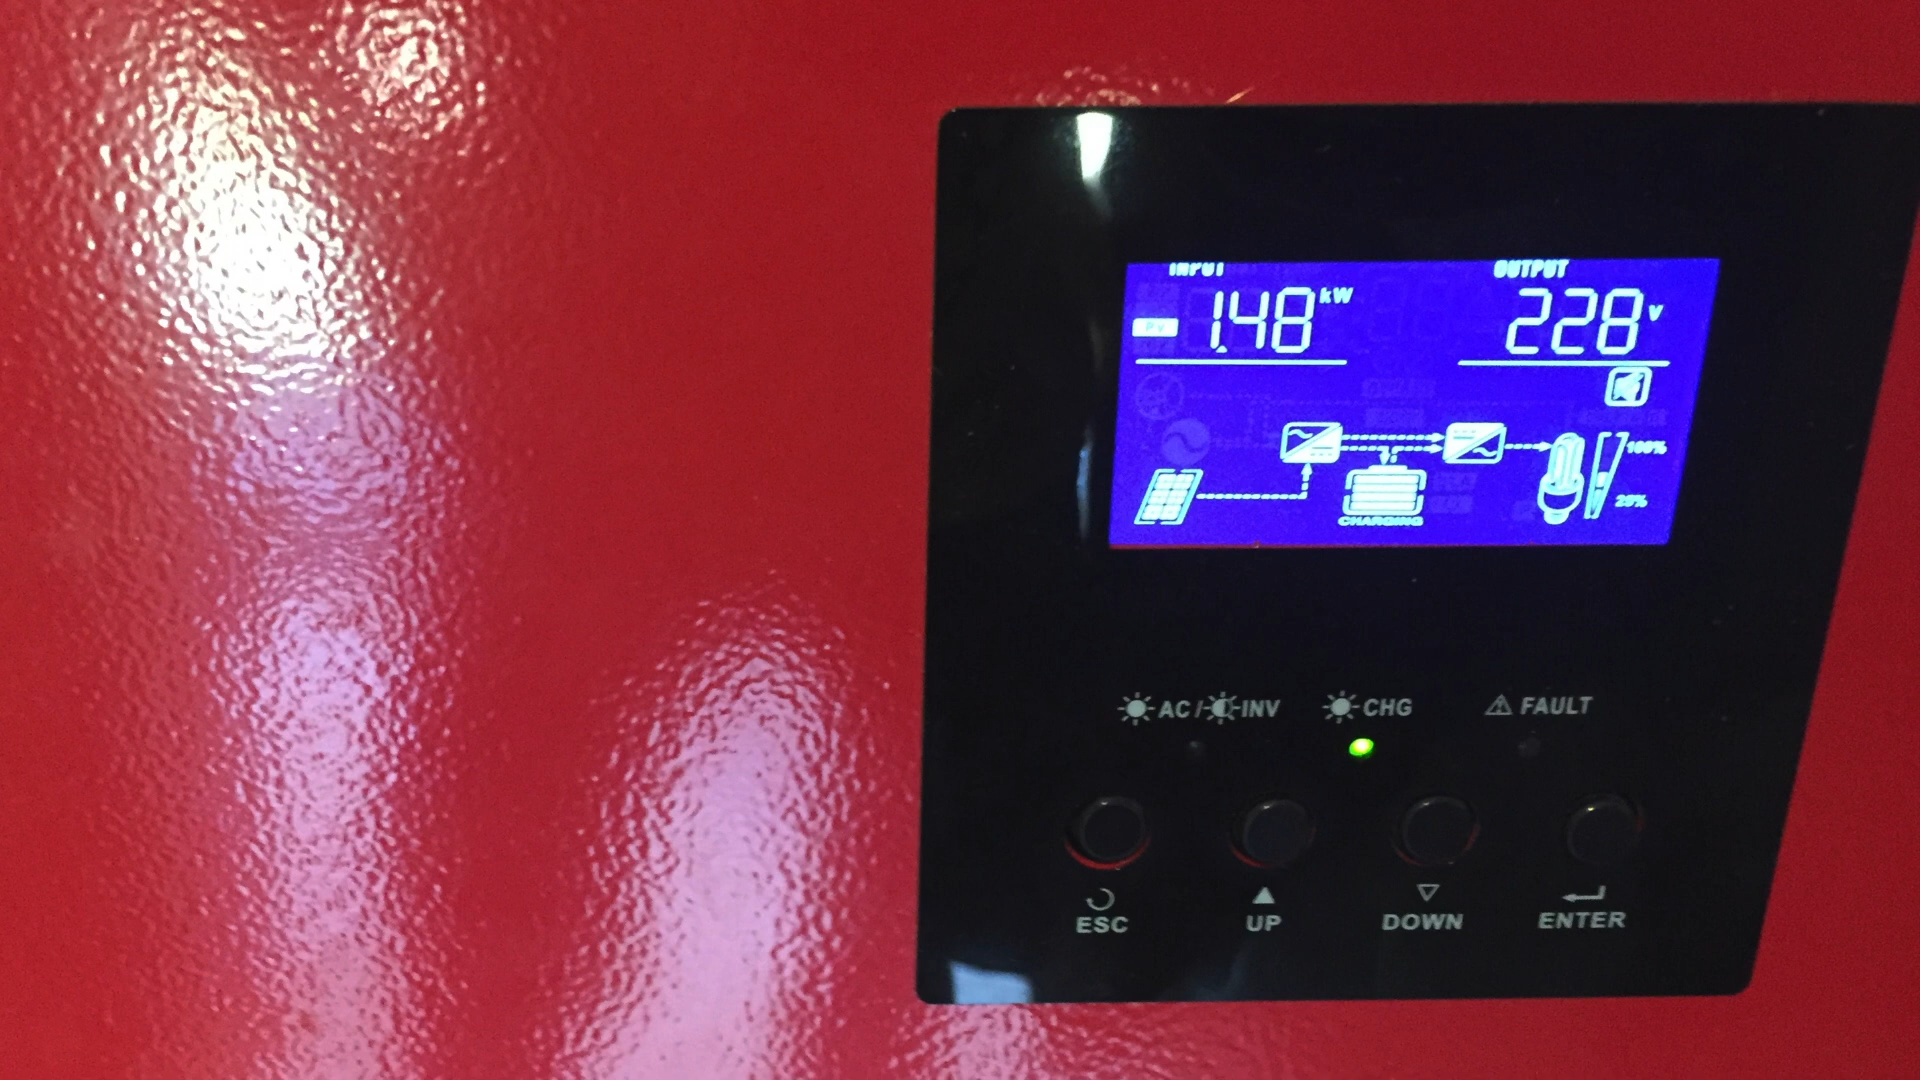 INPUT OUTPUT
PV 1.48 kW 228 V
100%
25%
CHARGING
AC / INV CHG FAULT
ESC UP DOWN ENTER